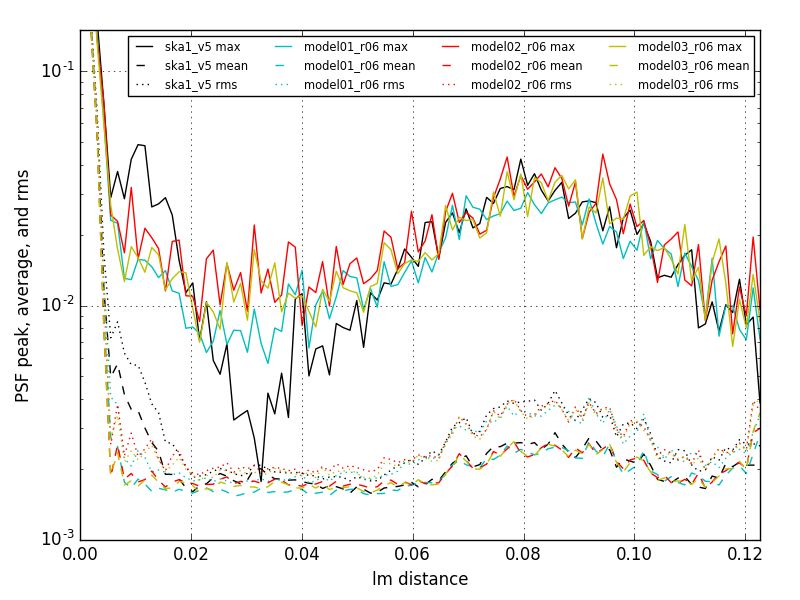 ska1_v5 max model01_r06 max model02_r06 max model03_r06 max
ska1_v5 mean model01_r06 mean model02_r06 mean model03_r06 mean
ska1_v5 rms model01_r06 rms model02_r06 rms model03_r06 rms
PSF peak, average, and rms
10⁻¹
10⁻²
10⁻³
0.00 0.02 0.04 0.06 0.08 0.10 0.12
lm distance